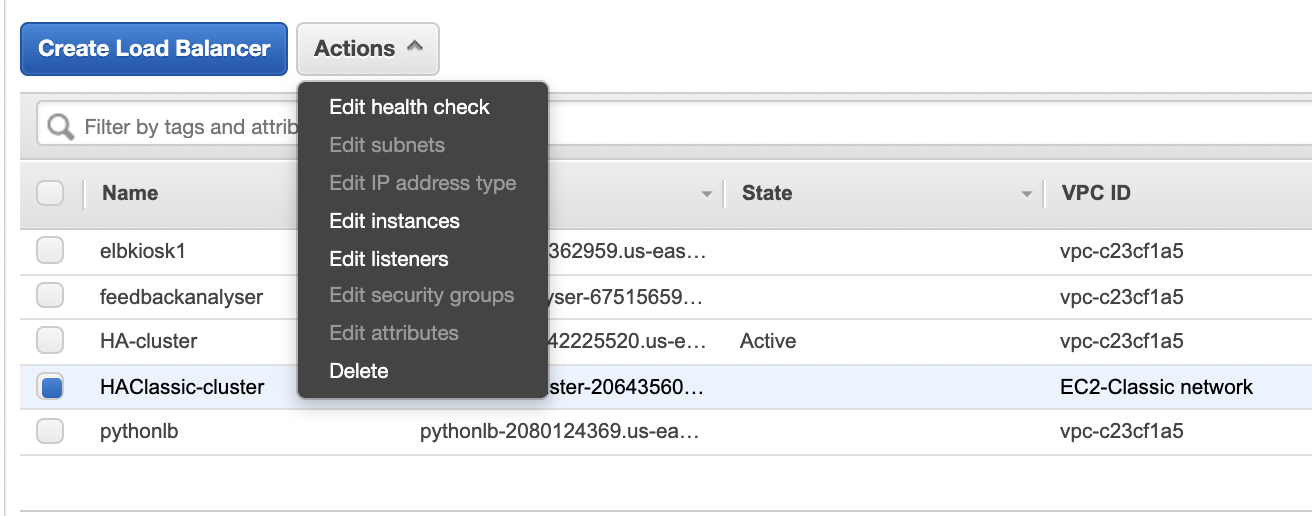 Create Load Balancer Actions
Edit health check
Filter by tags and attrib
Edit subnets
Edit IP address type
Name State VPC ID
Edit instances
elbkiosk1 362959.us-eas… vpc-c23cf1a5
Edit listeners
feedbackanalyser Edit security groups yser-67515659… vpc-c23cf1a5
Edit attributes
HA-cluster 42225520.us-e… Active vpc-c23cf1a5
Delete
HAClassic-cluster ster-20643560… EC2-Classic network
pythonlb pythonlb-2080124369.us-ea… vpc-c23cf1a5